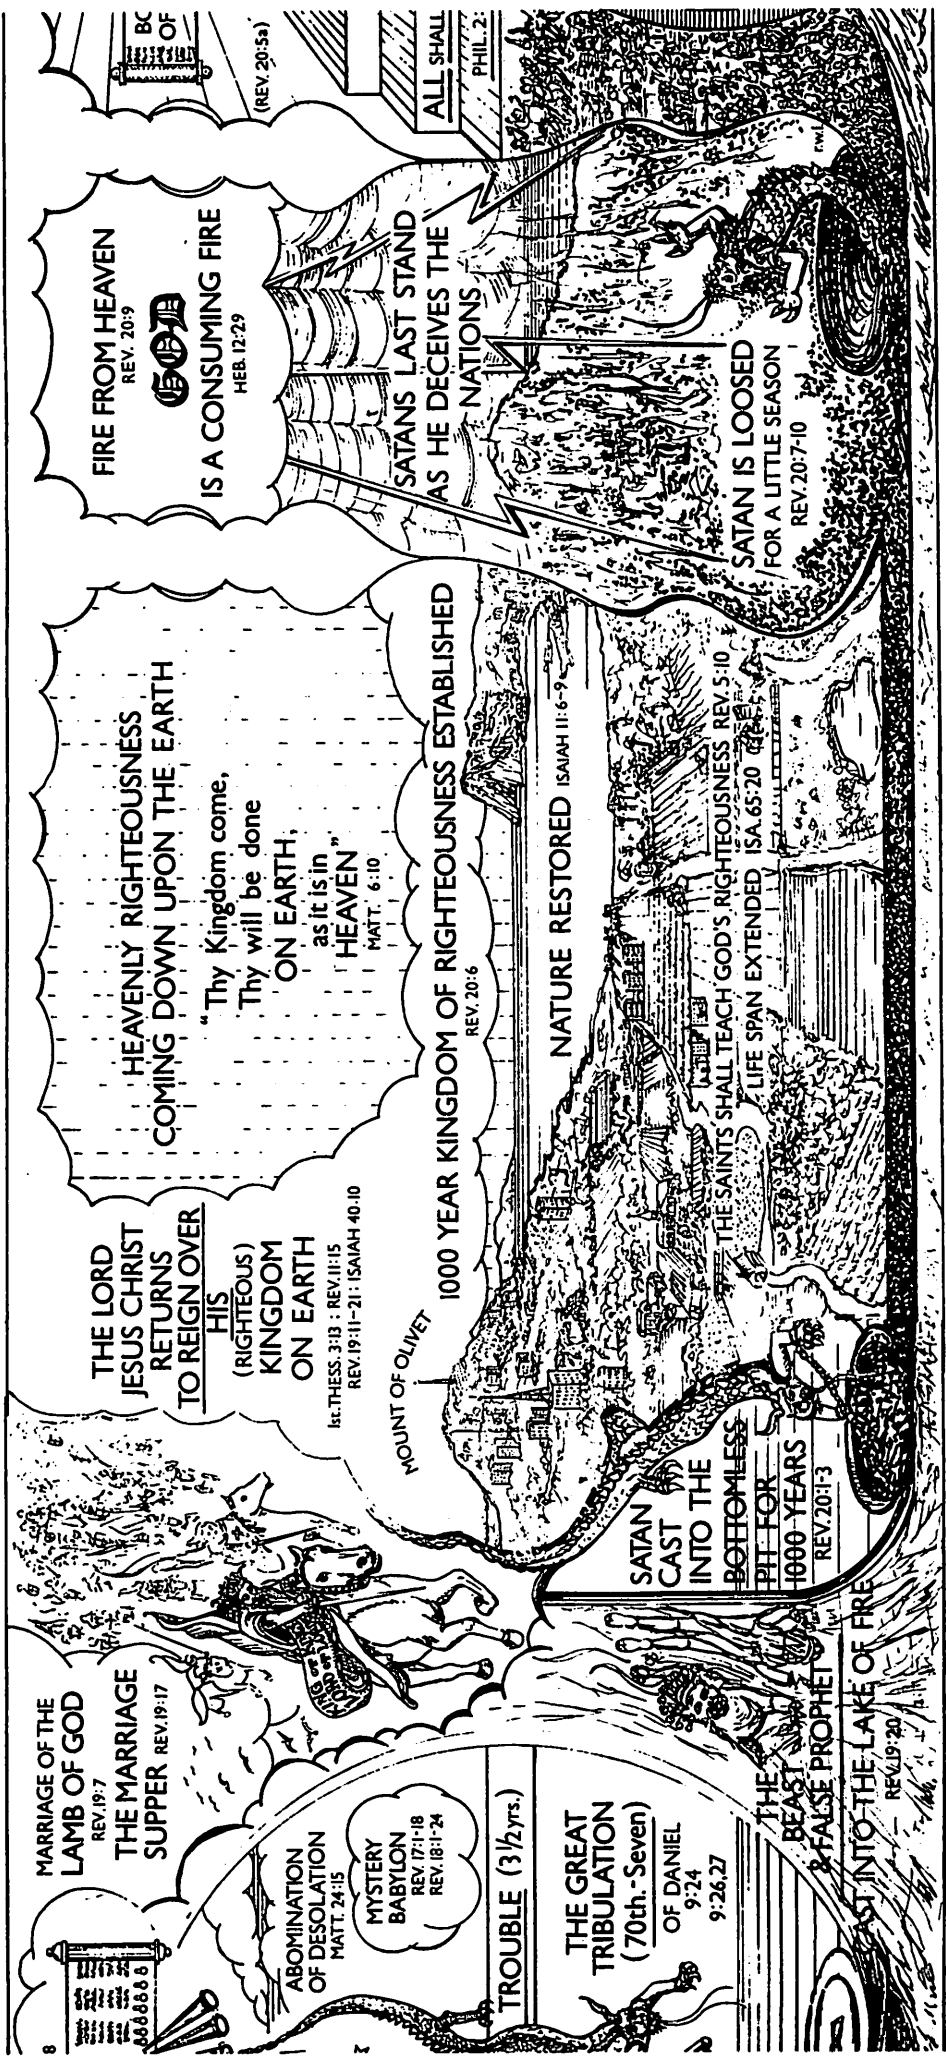 MARRIAGE OF THE
LAMB OF GOD
REV. 19:7
THE MARRIAGE
SUPPER REV. 19:17
ABOMINATION
OF DESOLATION
MATT. 24:15
MYSTERY
BABYLON
REV. 17:1-18
REV. 18:1-24
TROUBLE (3½ yrs.)
THE GREAT
TRIBULATION
(70th.-Seven)
OF DANIEL
9:24
9:26,27
THE
BEAST
& FALSE PROPHET
CAST INTO THE LAKE OF FIRE
REV. 19:20
KING OF
KINGS
LORD OF
THE LORD
JESUS CHRIST
RETURNS
TO REIGN OVER
HIS
(RIGHTEOUS)
KINGDOM
ON EARTH
Ist. THESS. 3:13 : REV. 11:15
REV. 19:11-21 : ISAIAH 40:10
MOUNT OF OLIVET
SATAN
CAST
INTO THE
BOTTOMLESS
PIT FOR
1000 YEARS
REV. 20:1-3
HEAVENLY RIGHTEOUSNESS
COMING DOWN UPON THE EARTH
"Thy Kingdom come,
Thy will be done
ON EARTH,
as it is in
HEAVEN"
MATT. 6:10
1000 YEAR KINGDOM OF RIGHTEOUSNESS ESTABLISHED
REV. 20:6
NATURE RESTORED ISAIAH 11:6-9
THE SAINTS SHALL TEACH GOD'S RIGHTEOUSNESS REV. 5:10
LIFE SPAN EXTENDED ISA. 65:20
FIRE FROM HEAVEN
REV. 20:9
GOD
IS A CONSUMING FIRE
HEB. 12:29
SATANS LAST STAND
AS HE DECEIVES THE
NATIONS
SATAN IS LOOSED
FOR A LITTLE SEASON
REV. 20:7-10
r.w.l.
BO
OF
(REV. 20:5a)
ALL SHALL
PHIL. 2: